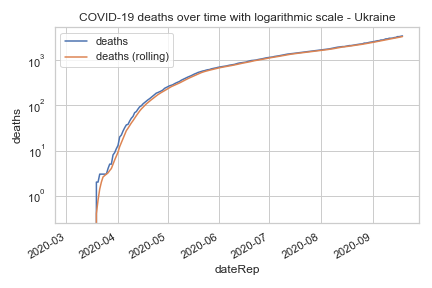 COVID-19 deaths over time with logarithmic scale - Ukraine
deaths
deaths (rolling)
10³
10²
10¹
10⁰
deaths
2020-03
2020-04
2020-05
2020-06
2020-07
2020-08
2020-09
dateRep